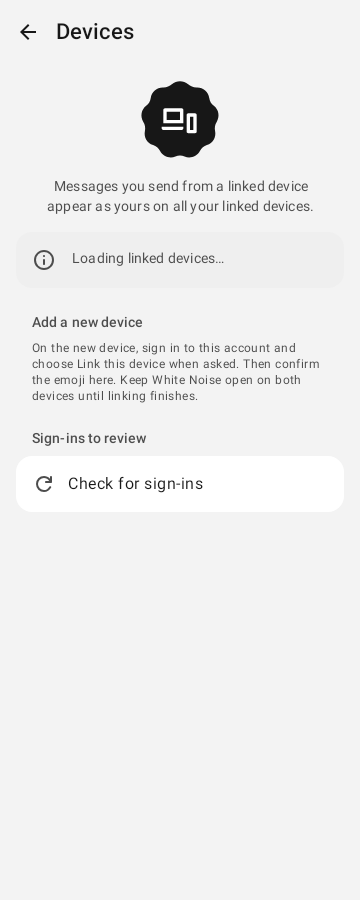 Devices
Messages you send from a linked device
appear as yours on all your linked devices.
Loading linked devices…
Add a new device
On the new device, sign in to this account and
choose Link this device when asked. Then confirm
the emoji here. Keep White Noise open on both
devices until linking finishes.
Sign-ins to review
Check for sign-ins